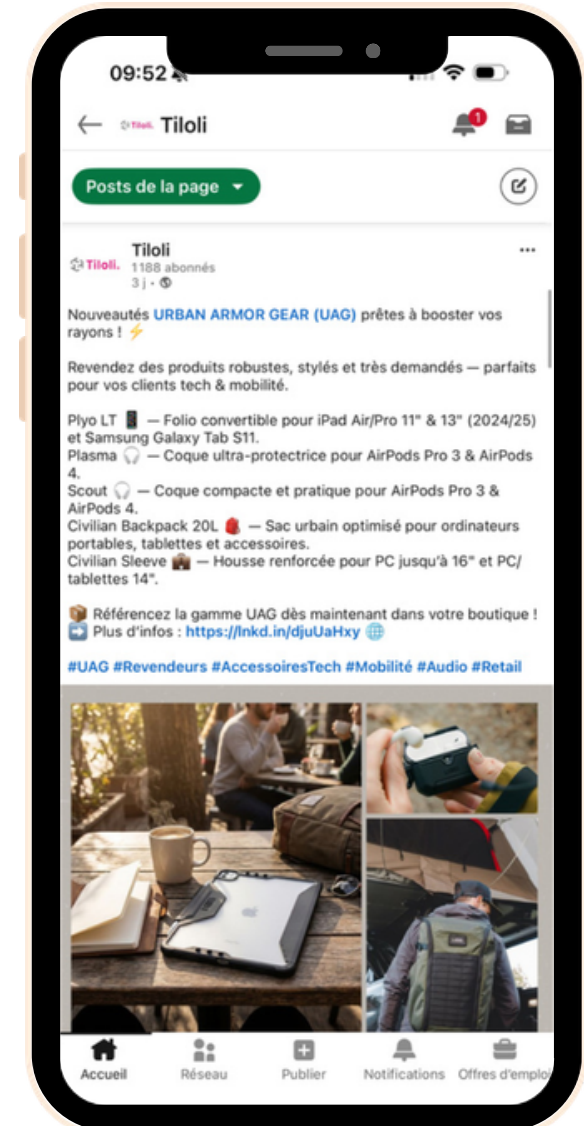 09:52
Tiloli. Tiloli
1
Posts de la page
Tiloli.
Tiloli
1188 abonnés
3 j •
Nouveautés URBAN ARMOR GEAR (UAG) prêtes à booster vos
rayons ! ⚡
Revendez des produits robustes, stylés et très demandés — parfaits
pour vos clients tech & mobilité.
Plyo LT 📱 — Folio convertible pour iPad Air/Pro 11" & 13" (2024/25)
et Samsung Galaxy Tab S11.
Plasma 🎧 — Coque ultra-protectrice pour AirPods Pro 3 & AirPods
4.
Scout 🎧 — Coque compacte et pratique pour AirPods Pro 3 &
AirPods 4.
Civilian Backpack 20L 🎒 — Sac urbain optimisé pour ordinateurs
portables, tablettes et accessoires.
Civilian Sleeve 💼 — Housse renforcée pour PC jusqu'à 16" et PC/
tablettes 14".
📦 Référencez la gamme UAG dès maintenant dans votre boutique !
➡️ Plus d'infos : https://lnkd.in/djuUaHxy 🌐
#UAG #Revendeurs #AccessoiresTech #Mobilité #Audio #Retail
Accueil
Réseau
Publier
Notifications
Offres d'emploi